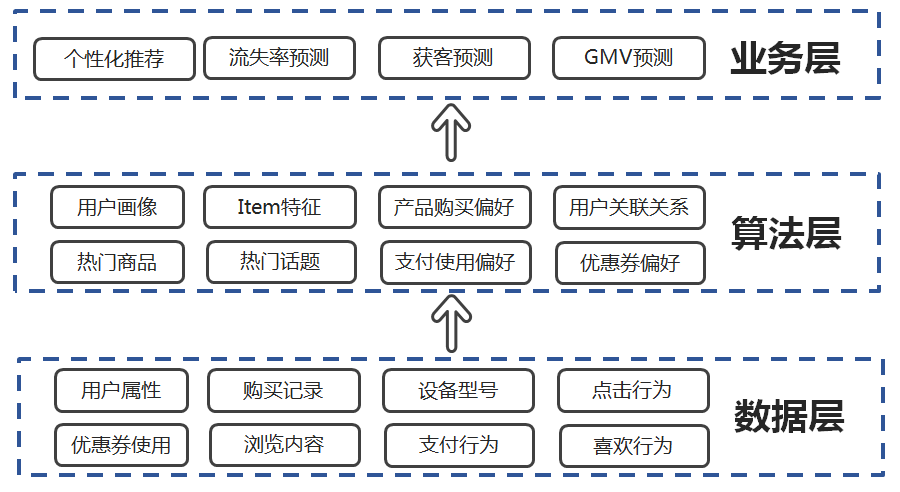 个性化推荐
流失率预测
获客预测
GMV预测
业务层
用户画像
Item特征
产品购买偏好
用户关联关系
算法层
热门商品
热门话题
支付使用偏好
优惠券偏好
用户属性
购买记录
设备型号
点击行为
数据层
优惠券使用
浏览内容
支付行为
喜欢行为